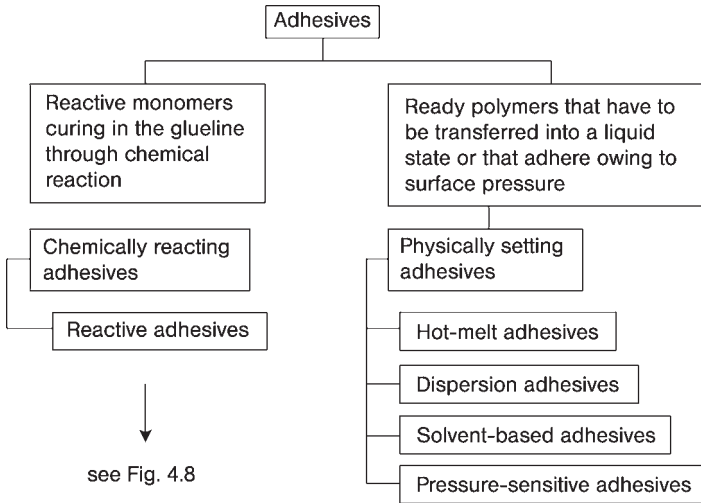 Adhesives
Reactive monomers
curing in the glueline
through chemical
reaction
Chemically reacting
adhesives
Reactive adhesives
see Fig. 4.8
Ready polymers that have to
be transferred into a liquid
state or that adhere owing to
surface pressure
Physically setting
adhesives
Hot-melt adhesives
Dispersion adhesives
Solvent-based adhesives
Pressure-sensitive adhesives